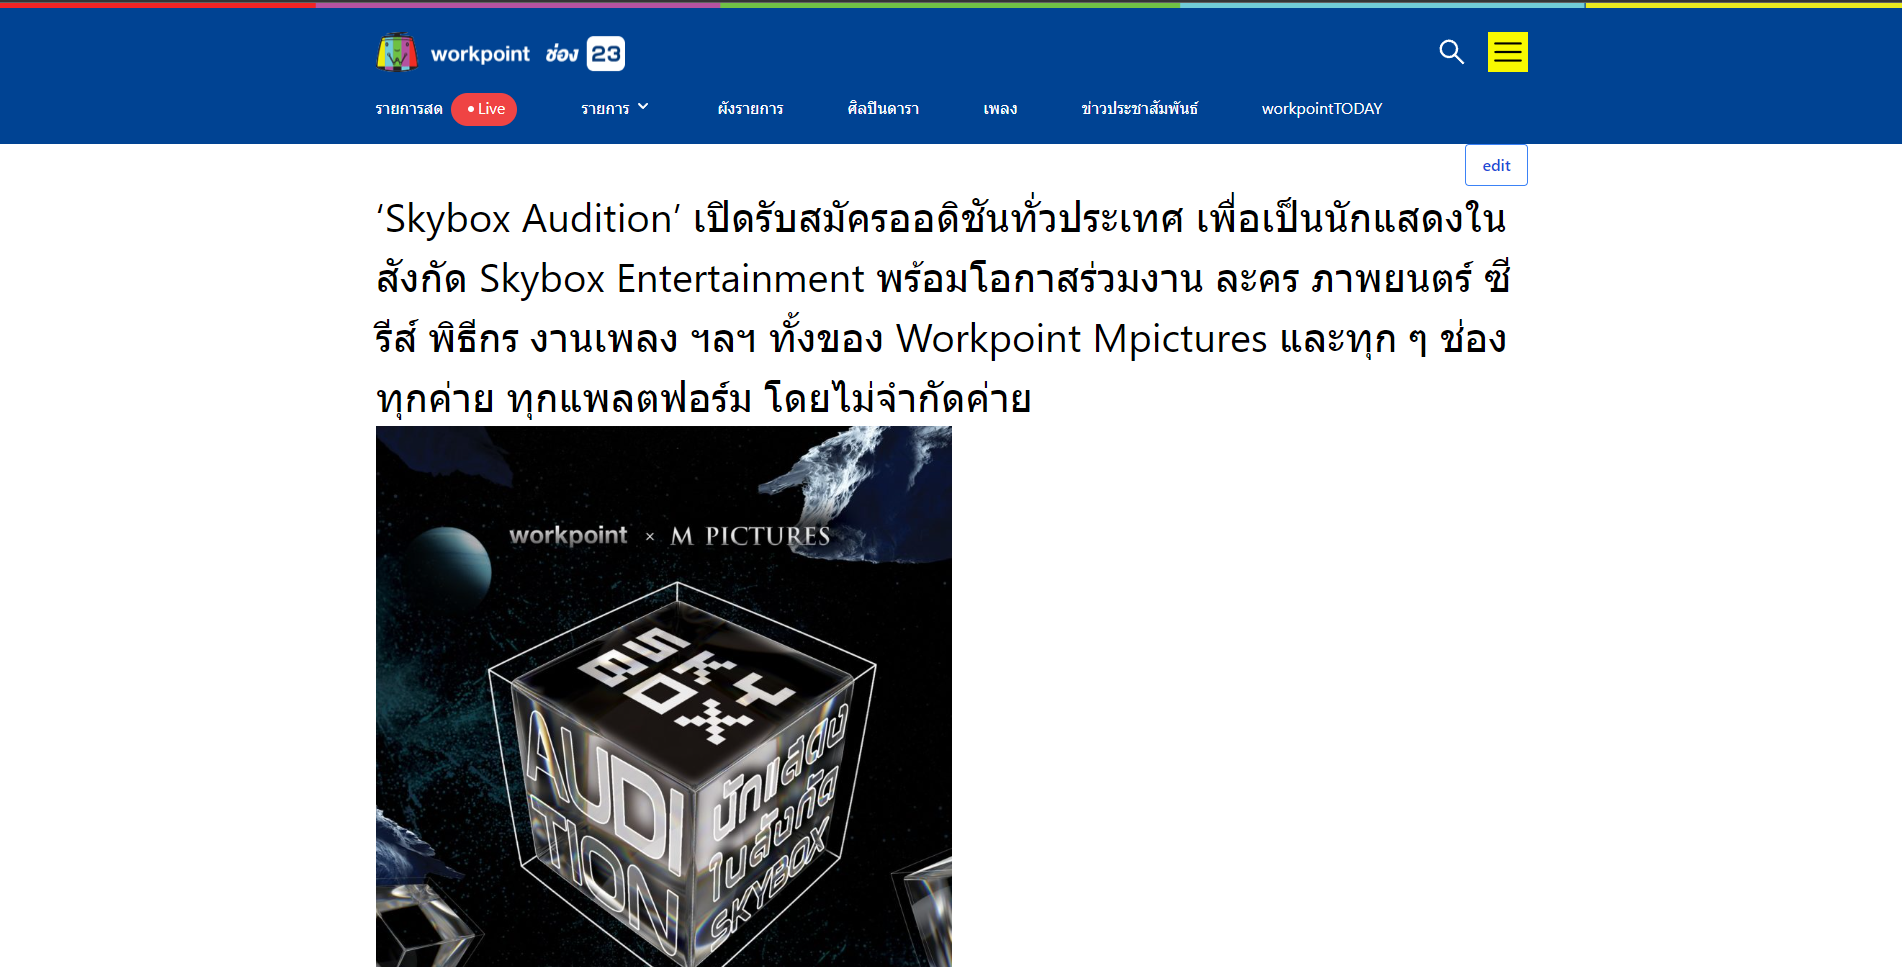 workpoint ช่อง 23
รายการสด • Live รายการ ผังรายการ ศิลปินดารา เพลง ข่าวประชาสัมพันธ์ workpointTODAY
edit
‘Skybox Audition’ เปิดรับสมัครออดิชันทั่วประเทศ เพื่อเป็นนักแสดงใน
สังกัด Skybox Entertainment พร้อมโอกาสร่วมงาน ละคร ภาพยนตร์ ซี
รีส์ พิธีกร งานเพลง ฯลฯ ทั้งของ Workpoint Mpictures และทุก ๆ ช่อง
ทุกค่าย ทุกแพลตฟอร์ม โดยไม่จำกัดค่าย
workpoint × M PICTURES
SKY
BOX
AUDI
TION
นักแสดง
ในสังกัด
SKYBOX